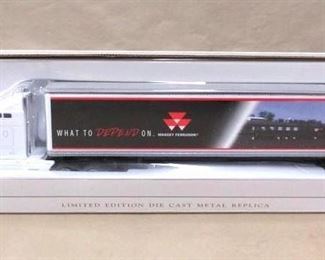 WHAT TO DEPEND ON. MASSEY FERGUSON
LIMITED EDITION DIE CAST METAL REPLICA